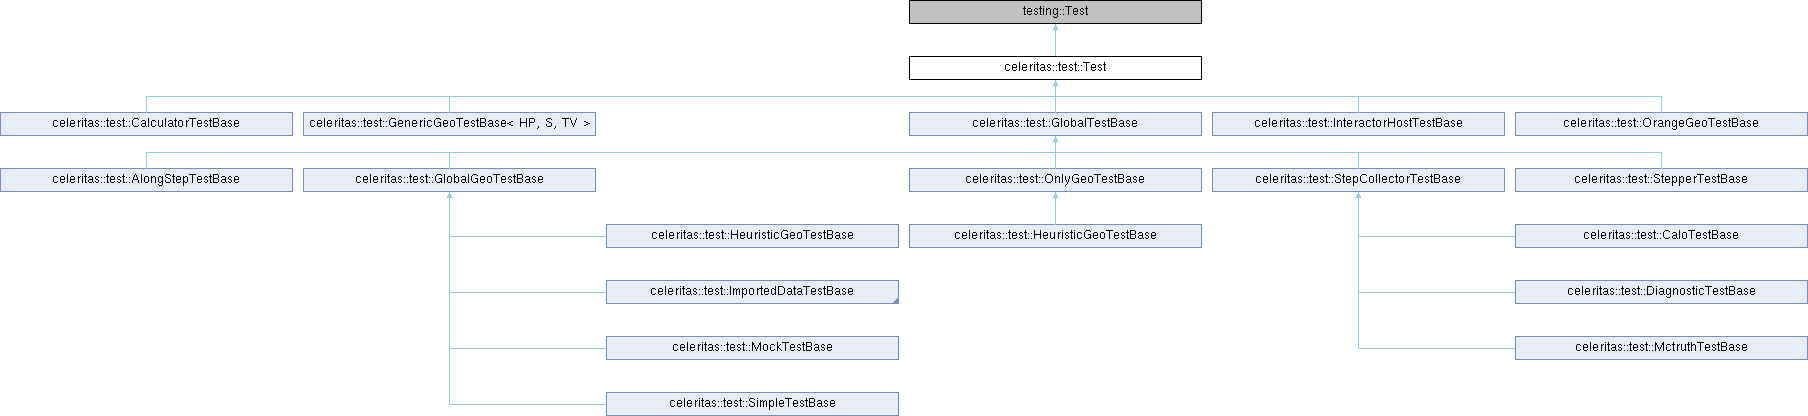 testing::Test
celeritas::test::Test
celeritas::test::CalculatorTestBase
celeritas::test::GenericGeoTestBase< HP, S, TV >
celeritas::test::GlobalTestBase
celeritas::test::InteractorHostTestBase
celeritas::test::OrangeGeoTestBase
celeritas::test::AlongStepTestBase
celeritas::test::GlobalGeoTestBase
celeritas::test::OnlyGeoTestBase
celeritas::test::StepCollectorTestBase
celeritas::test::StepperTestBase
celeritas::test::HeuristicGeoTestBase
celeritas::test::HeuristicGeoTestBase
celeritas::test::CaloTestBase
celeritas::test::ImportedDataTestBase
celeritas::test::DiagnosticTestBase
celeritas::test::MockTestBase
celeritas::test::MctruthTestBase
celeritas::test::SimpleTestBase